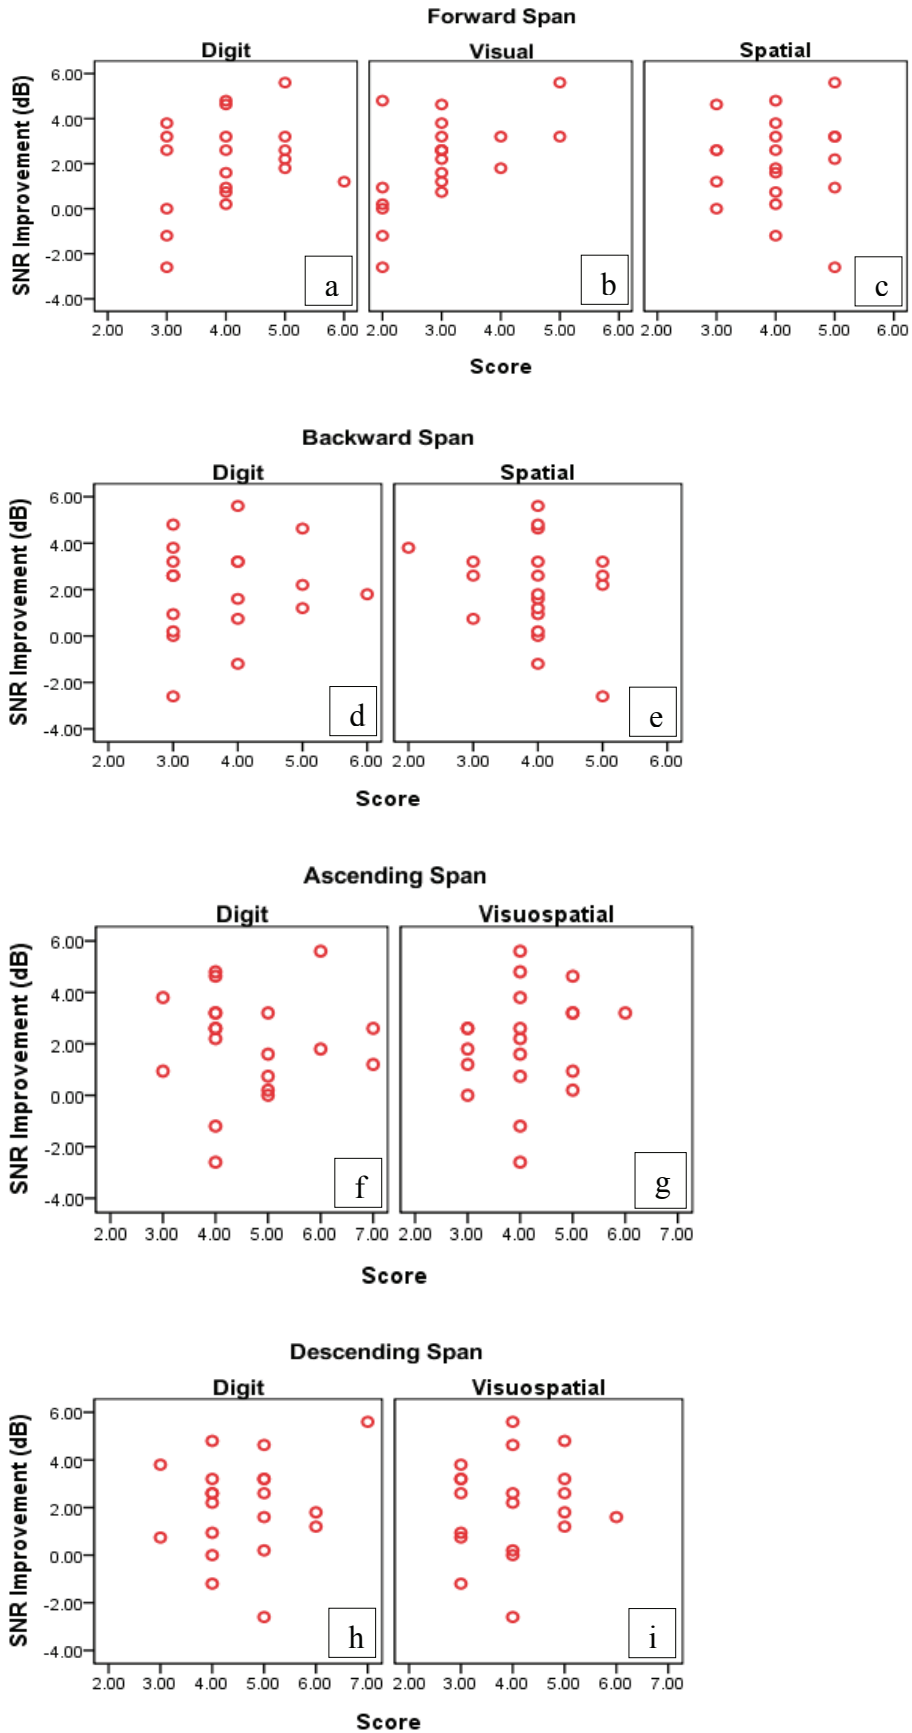 Forward Span
Digit Visual Spatial
SNR Improvement (dB)
6.00
4.00
2.00
0.00
-2.00
-4.00
a b c
2.00 3.00 4.00 5.00 6.00 2.00 3.00 4.00 5.00 6.00 2.00 3.00 4.00 5.00 6.00
Score
Backward Span
Digit Spatial
SNR Improvement (dB)
6.00
4.00
2.00
0.00
-2.00
-4.00
d e
2.00 3.00 4.00 5.00 6.00 2.00 3.00 4.00 5.00 6.00
Score
Ascending Span
Digit Visuospatial
SNR Improvement (dB)
6.00
4.00
2.00
0.00
-2.00
-4.00
f g
2.00 3.00 4.00 5.00 6.00 7.00 2.00 3.00 4.00 5.00 6.00 7.00
Score
Descending Span
Digit Visuospatial
SNR Improvement (dB)
6.00
4.00
2.00
0.00
-2.00
-4.00
h i
2.00 3.00 4.00 5.00 6.00 7.00 2.00 3.00 4.00 5.00 6.00 7.00
Score